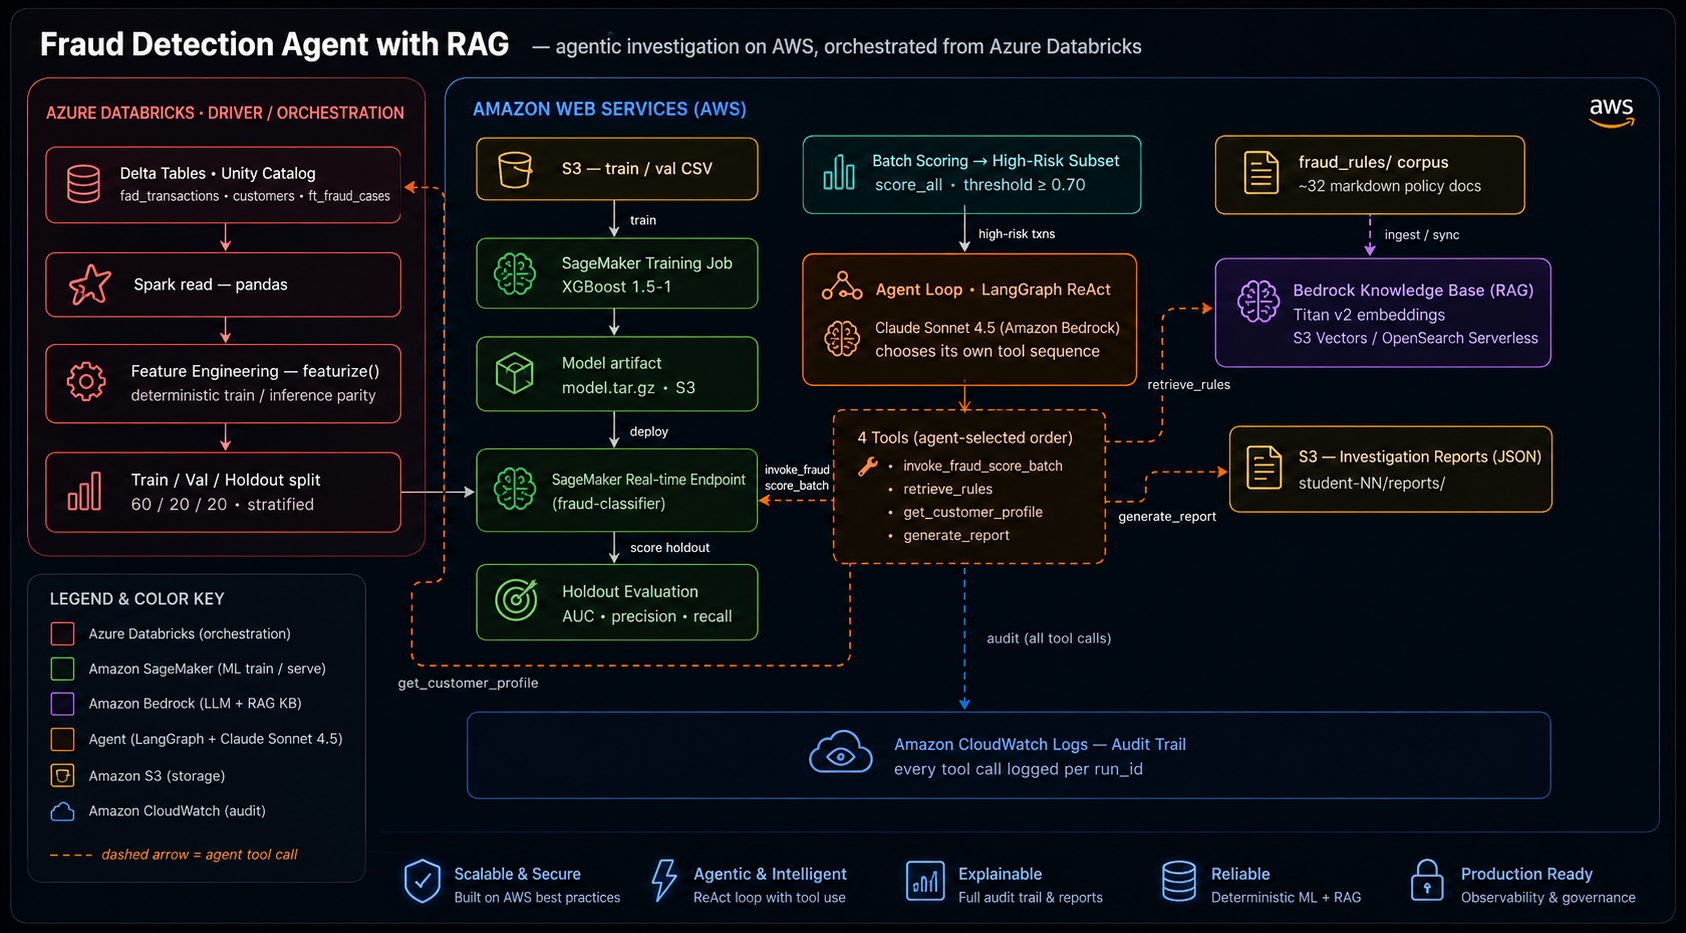 Fraud Detection Agent with RAG — agentic investigation on AWS, orchestrated from Azure Databricks
AZURE DATABRICKS • DRIVER / ORCHESTRATION
Delta Tables • Unity Catalog
fad_transactions • customers • ft_fraud_cases
Spark read — pandas
Feature Engineering — featurize()
deterministic train / inference parity
Train / Val / Holdout split
60 / 20 / 20 • stratified
LEGEND & COLOR KEY
Azure Databricks (orchestration)
Amazon SageMaker (ML train / serve)
Amazon Bedrock (LLM + RAG KB)
Agent (LangGraph + Claude Sonnet 4.5)
Amazon S3 (storage)
Amazon CloudWatch (audit)
dashed arrow = agent tool call
AMAZON WEB SERVICES (AWS)
aws
S3 — train / val CSV
train
SageMaker Training Job
XGBoost 1.5-1
Model artifact
model.tar.gz • S3
deploy
SageMaker Real-time Endpoint
(fraud-classifier)
score holdout
Holdout Evaluation
AUC • precision • recall
get_customer_profile
invoke_fraud
score_batch
Batch Scoring → High-Risk Subset
score_all • threshold ≥ 0.70
high-risk txns
Agent Loop • LangGraph ReAct
Claude Sonnet 4.5 (Amazon Bedrock)
chooses its own tool sequence
4 Tools (agent-selected order)
• invoke_fraud_score_batch
• retrieve_rules
• get_customer_profile
• generate_report
audit (all tool calls)
fraud_rules/ corpus
~32 markdown policy docs
ingest / sync
Bedrock Knowledge Base (RAG)
Titan v2 embeddings
S3 Vectors / OpenSearch Serverless
retrieve_rules
S3 — Investigation Reports (JSON)
student-NN/reports/
generate_report
Amazon CloudWatch Logs — Audit Trail
every tool call logged per run_id
Scalable & Secure
Built on AWS best practices
Agentic & Intelligent
ReAct loop with tool use
Explainable
Full audit trail & reports
Reliable
Deterministic ML + RAG
Production Ready
Observability & governance